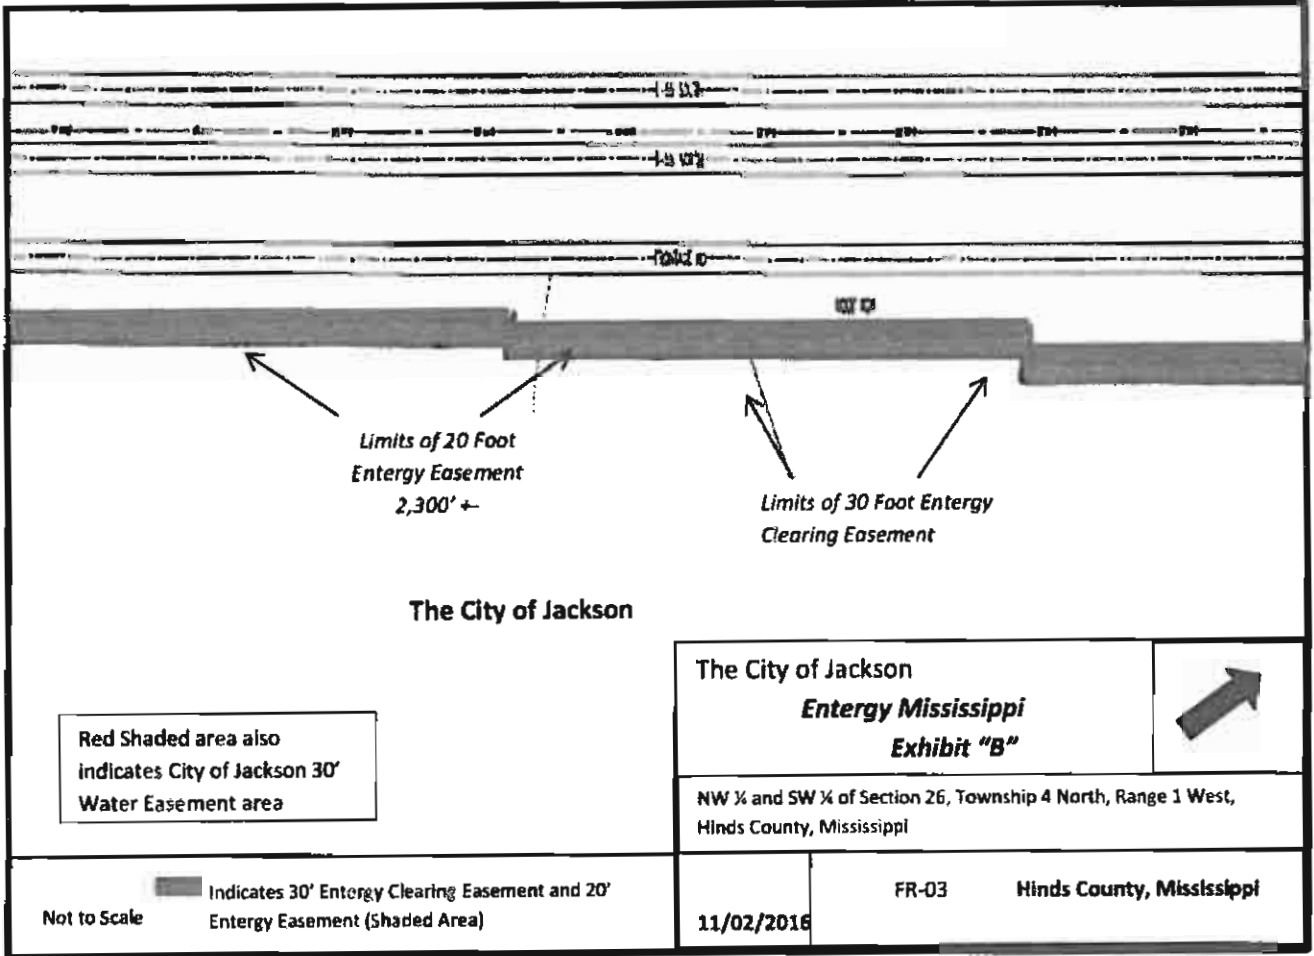 Limits of 20 Foot
Entergy Easement
2,300' +-
Limits of 30 Foot Entergy
Clearing Easement
The City of Jackson
Red Shaded area also
indicates City of Jackson 30'
Water Easement area
The City of Jackson
Entergy Mississippi
Exhibit "B"
NW ¼ and SW ¼ of Section 26, Township 4 North, Range 1 West,
Hinds County, Mississippi
Indicates 30' Entergy Clearing Easement and 20'
Entergy Easement (Shaded Area)
Not to Scale
11/02/2016
FR-03
Hinds County, Mississippi